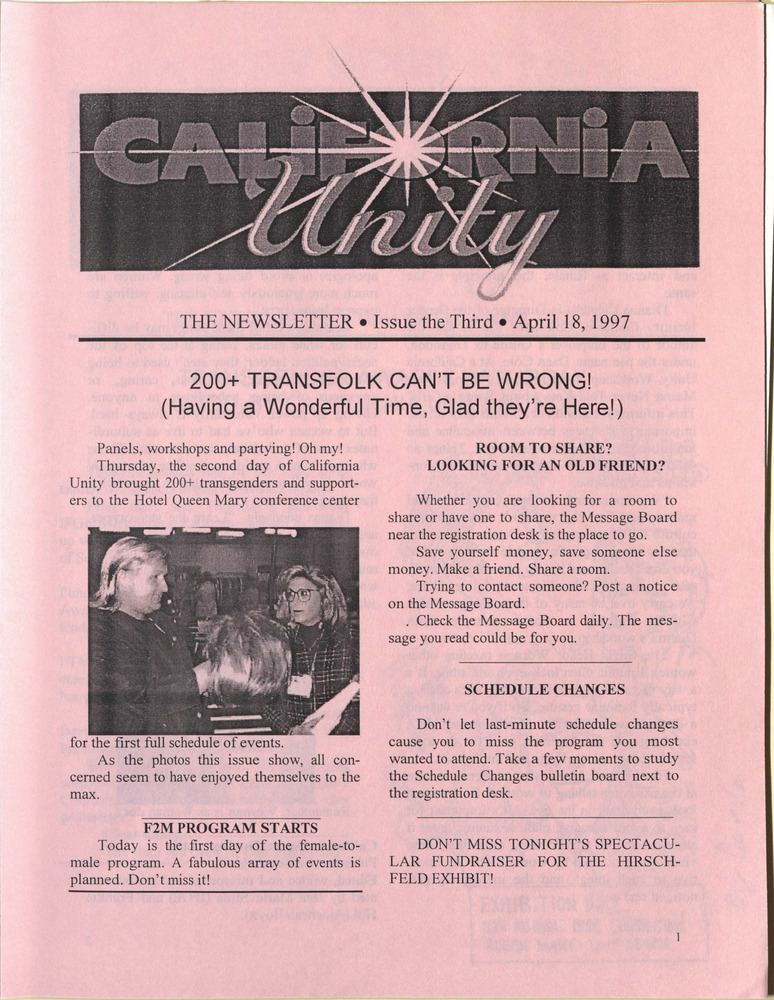 CALiFORNiA
Unity
THE NEWSLETTER • Issue the Third • April 18, 1997
200+ TRANSFOLK CAN'T BE WRONG!
(Having a Wonderful Time, Glad they're Here!)
Panels, workshops and partying! Oh my!
Thursday, the second day of California
Unity brought 200+ transgenders and support-
ers to the Hotel Queen Mary conference center
for the first full schedule of events.
As the photos this issue show, all con-
cerned seem to have enjoyed themselves to the
max.
F2M PROGRAM STARTS
Today is the first day of the female-to-
male program. A fabulous array of events is
planned. Don't miss it!
ROOM TO SHARE?
LOOKING FOR AN OLD FRIEND?
Whether you are looking for a room to
share or have one to share, the Message Board
near the registration desk is the place to go.
Save yourself money, save someone else
money. Make a friend. Share a room.
Trying to contact someone? Post a notice
on the Message Board.
. Check the Message Board daily. The mes-
sage you read could be for you.
SCHEDULE CHANGES
Don't let last-minute schedule changes
cause you to miss the program you most
wanted to attend. Take a few moments to study
the Schedule Changes bulletin board next to
the registration desk.
DON'T MISS TONIGHT'S SPECTACU-
LAR FUNDRAISER FOR THE HIRSCH-
FELD EXHIBIT!
1